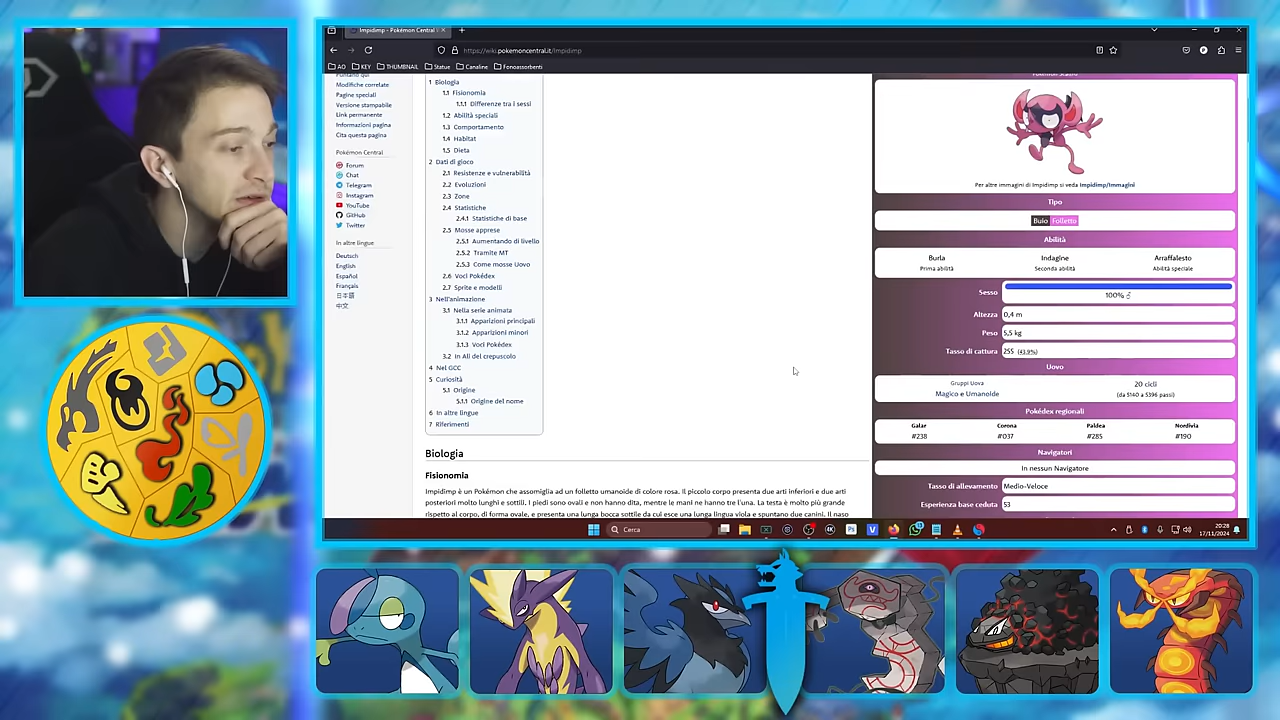 Impidimp - Pokémon Central
https://wiki.pokemoncentral.it/Impidimp
AO KEY THUMBNAIL Statue Canaline Fonoassorbenti
Puntano qui
Modifiche correlate
Pagine speciali
Versione stampabile
Link permanente
Informazioni pagina
Cita questa pagina
Pokémon Central
Forum
Chat
Telegram
Instagram
YouTube
GitHub
Twitter
In altre lingue
Deutsch
English
Español
Français
日本語
中文
1 Biologia
1.1 Fisionomia
1.1.1 Differenze tra i sessi
1.2 Abilità speciali
1.3 Comportamento
1.4 Habitat
1.5 Dieta
2 Dati di gioco
2.1 Resistenze e vulnerabilità
2.2 Evoluzioni
2.3 Zone
2.4 Statistiche
2.4.1 Statistiche di base
2.5 Mosse apprese
2.5.1 Aumentando di livello
2.5.2 Tramite MT
2.5.3 Come mosse Uovo
2.6 Voci Pokédex
2.7 Sprite e modelli
3 Nell'animazione
3.1 Nella serie animata
3.1.1 Apparizioni principali
3.1.2 Apparizioni minori
3.1.3 Voci Pokédex
3.2 In Ali del crepuscolo
4 Nel GCC
5 Curiosità
5.1 Origine
5.1.1 Origine del nome
6 In altre lingue
7 Riferimenti
Biologia
Fisionomia
Impidimp è un Pokémon che assomiglia ad un folletto umanoide di colore rosa. Il piccolo corpo presenta due arti inferiori e due arti
posteriori molto lunghi e sottili. I piedi sono ovali e non hanno dita, mentre le mani ne hanno tre l'una. La testa è molto più grande
rispetto al corpo, di forma ovale, e presenta una lunga bocca sottile da cui esce una lunga lingua viola e spuntano due canini. Il naso
Per altre immagini di Impidimp si veda Impidimp/Immagini
Tipo
Buio Folletto
Abilità
Burla Indagine Arraffalesto
Prima abilità Seconda abilità Abilità speciale
Sesso 100% ♂
Altezza 0,4 m
Peso 5,5 kg
Tasso di cattura 255 (43.9%)
Uovo
Gruppi Uova 20 cicli
Magico e Umanoide (da 5140 a 5396 passi)
Pokédex regionali
Galar Corona Paldea Nordivia
#238 #037 #285 #190
Navigatori
In nessun Navigatore
Tasso di allevamento Medio-Veloce
Esperienza base ceduta 53
Cerca
20:28
17/11/2024